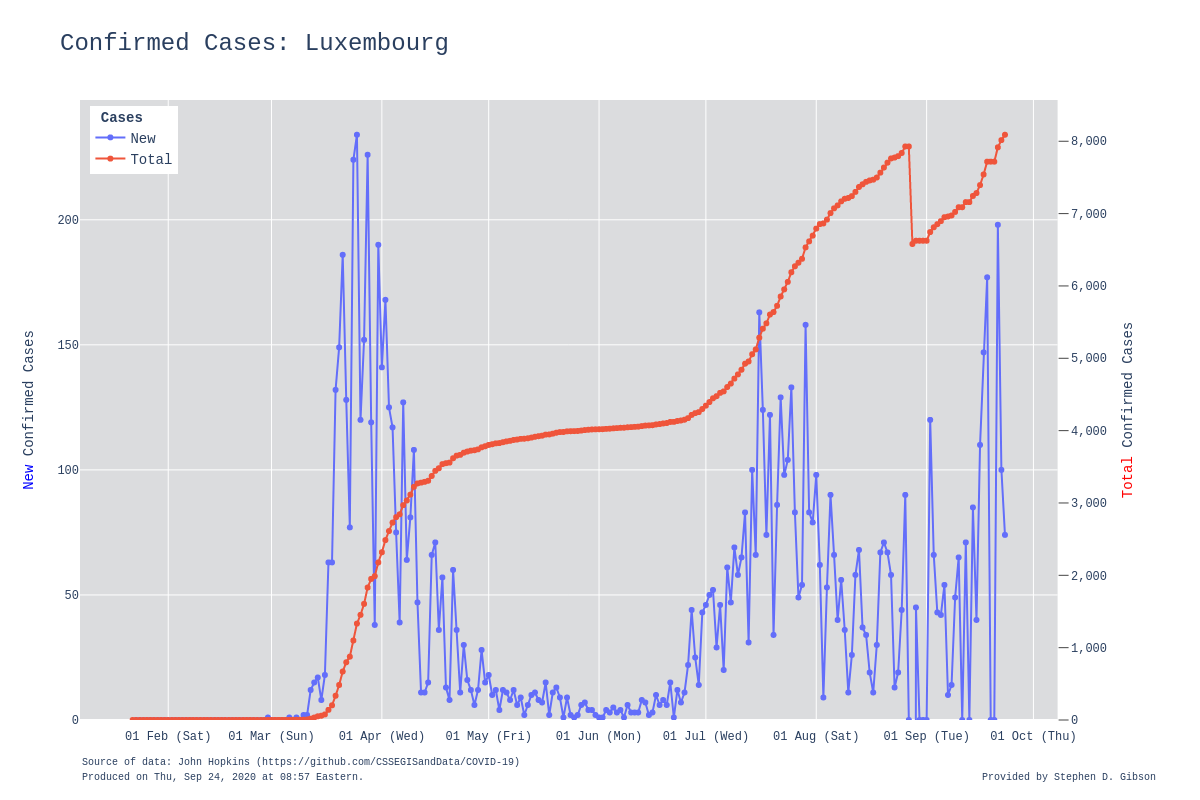 Confirmed Cases: Luxembourg
Cases
New
Total
200
150
100
50
0
8,000
7,000
6,000
5,000
4,000
3,000
2,000
1,000
0
New Confirmed Cases
Total Confirmed Cases
01 Feb (Sat) 01 Mar (Sun) 01 Apr (Wed) 01 May (Fri) 01 Jun (Mon) 01 Jul (Wed) 01 Aug (Sat) 01 Sep (Tue) 01 Oct (Thu)
Source of data: John Hopkins (https://github.com/CSSEGISandData/COVID-19)
Produced on Thu, Sep 24, 2020 at 08:57 Eastern.
Provided by Stephen D. Gibson